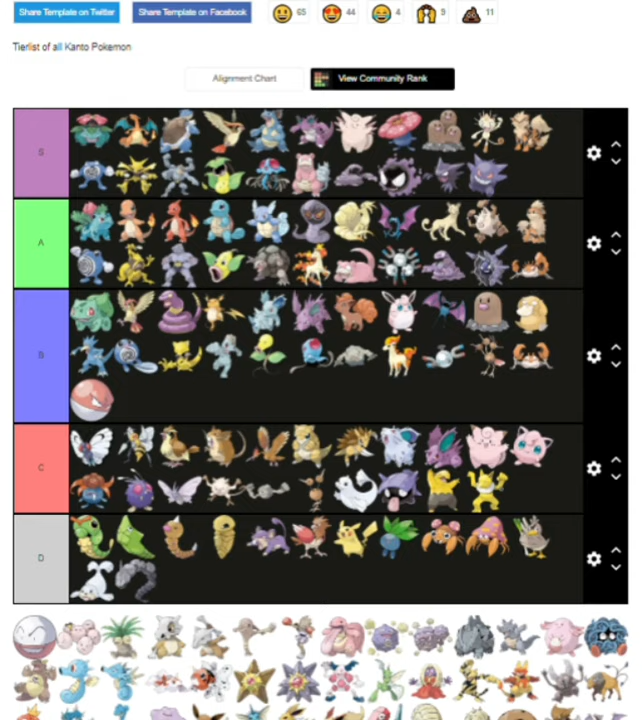 Share Template on Twitter Share Template on Facebook 65 44 4 9 11
Tierlist of all Kanto Pokemon
Alignment Chart View Community Rank
S
A
B
C
D